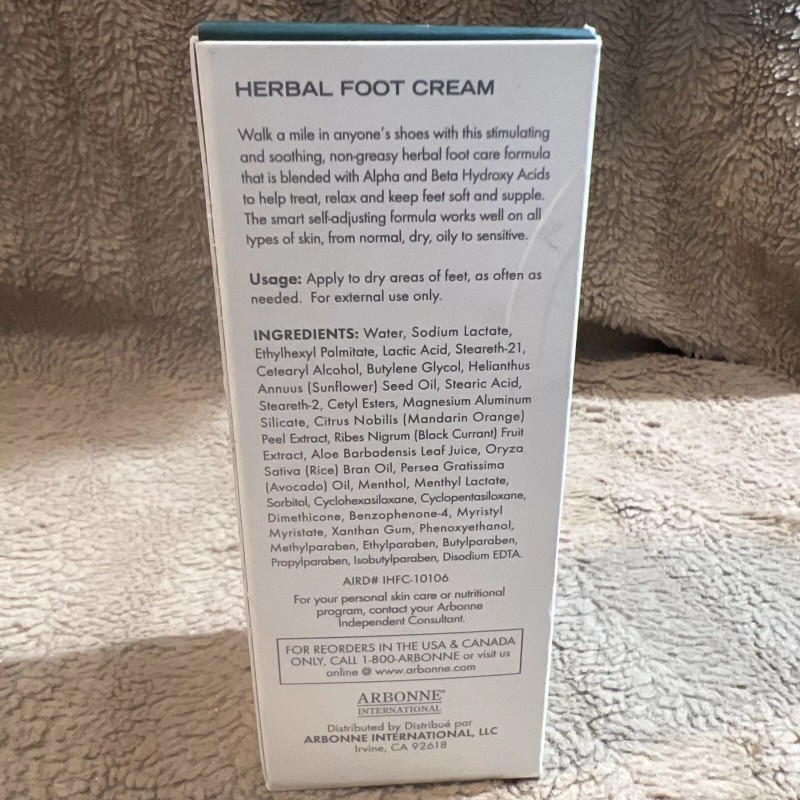 HERBAL FOOT CREAM
Walk a mile in anyone's shoes with this stimulating
and soothing, non-greasy herbal foot care formula
that is blended with Alpha and Beta Hydroxy Acids
to help treat, relax and keep feet soft and supple.
The smart self-adjusting formula works well on all
types of skin, from normal, dry, oily to sensitive.
Usage: Apply to dry areas of feet, as often as
needed. For external use only.
INGREDIENTS: Water, Sodium Lactate,
Ethylhexyl Palmitate, Lactic Acid, Steareth-21,
Cetearyl Alcohol, Butylene Glycol, Helianthus
Annuus (Sunflower) Seed Oil, Stearic Acid,
Steareth-2, Cetyl Esters, Magnesium Aluminum
Silicate, Citrus Nobilis (Mandarin Orange)
Peel Extract, Ribes Nigrum (Black Currant) Fruit
Extract, Aloe Barbadensis Leaf Juice, Oryza
Sativa (Rice) Bran Oil, Persea Gratissima
(Avocado) Oil, Menthol, Menthyl Lactate,
Sorbitol, Cyclohexasiloxane, Cyclopentasiloxane,
Dimethicone, Benzophenone-4, Myristyl
Myristate, Xanthan Gum, Phenoxyethanol,
Methylparaben, Ethylparaben, Butylparaben,
Propylparaben, Isobutylparaben, Disodium EDTA.
AIRD# IHFC-10106
For your personal skin care or nutritional
program, contact your Arbonne
Independent Consultant.
FOR REORDERS IN THE USA & CANADA
ONLY, CALL 1-800-ARBONNE or visit us
online @ www.arbonne.com
ARBONNE®
INTERNATIONAL
Distributed by Distribué par
ARBONNE INTERNATIONAL, LLC
Irvine, CA 92618